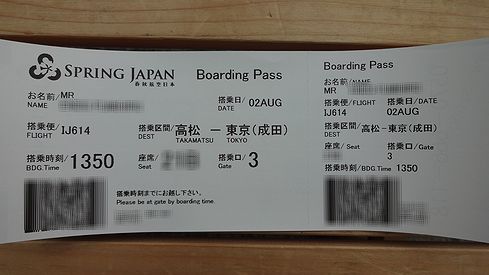 SPRING JAPAN
春秋航空日本
Boarding Pass
お名前/ MR
NAME
搭乗日/ 02AUG
DATE
搭乗便/ IJ614
FLIGHT
搭乗区間/ 高松 ー 東京(成田)
DEST TAKAMATSU TOKYO
搭乗時刻/ 1350
BDG.Time
座席/
Seat
搭乗口/ 3
Gate
搭乗時刻までにお越し下さい。
Please be at gate by boarding time.
Boarding Pass
お名前/NAME
MR
搭乗便/FLIGHT 搭乗日/DATE
IJ614 02AUG
搭乗区間/DEST
高松ー東京(成田)
座席/Seat 搭乗口/Gate
3
搭乗時刻/BDG.Time 1350